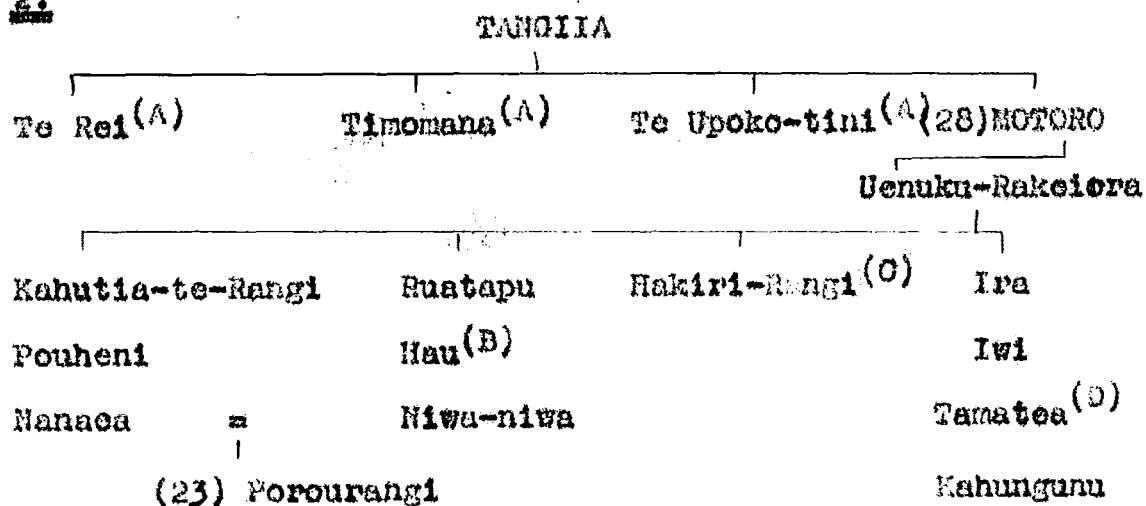 TANGIIA
Te Rei(A) Timomana(A) Te Upoko-tini(A)(28)MOTORO
Uenuku-Rakeiora
Kahutia-te-Rangi Ruatapu Hakiri-Rangi(C) Ira
Pouheni Hau(B) Iwi
Nanaea = Niwa-niwa Tamatea(D)
(23) Porourangi Kahungunu